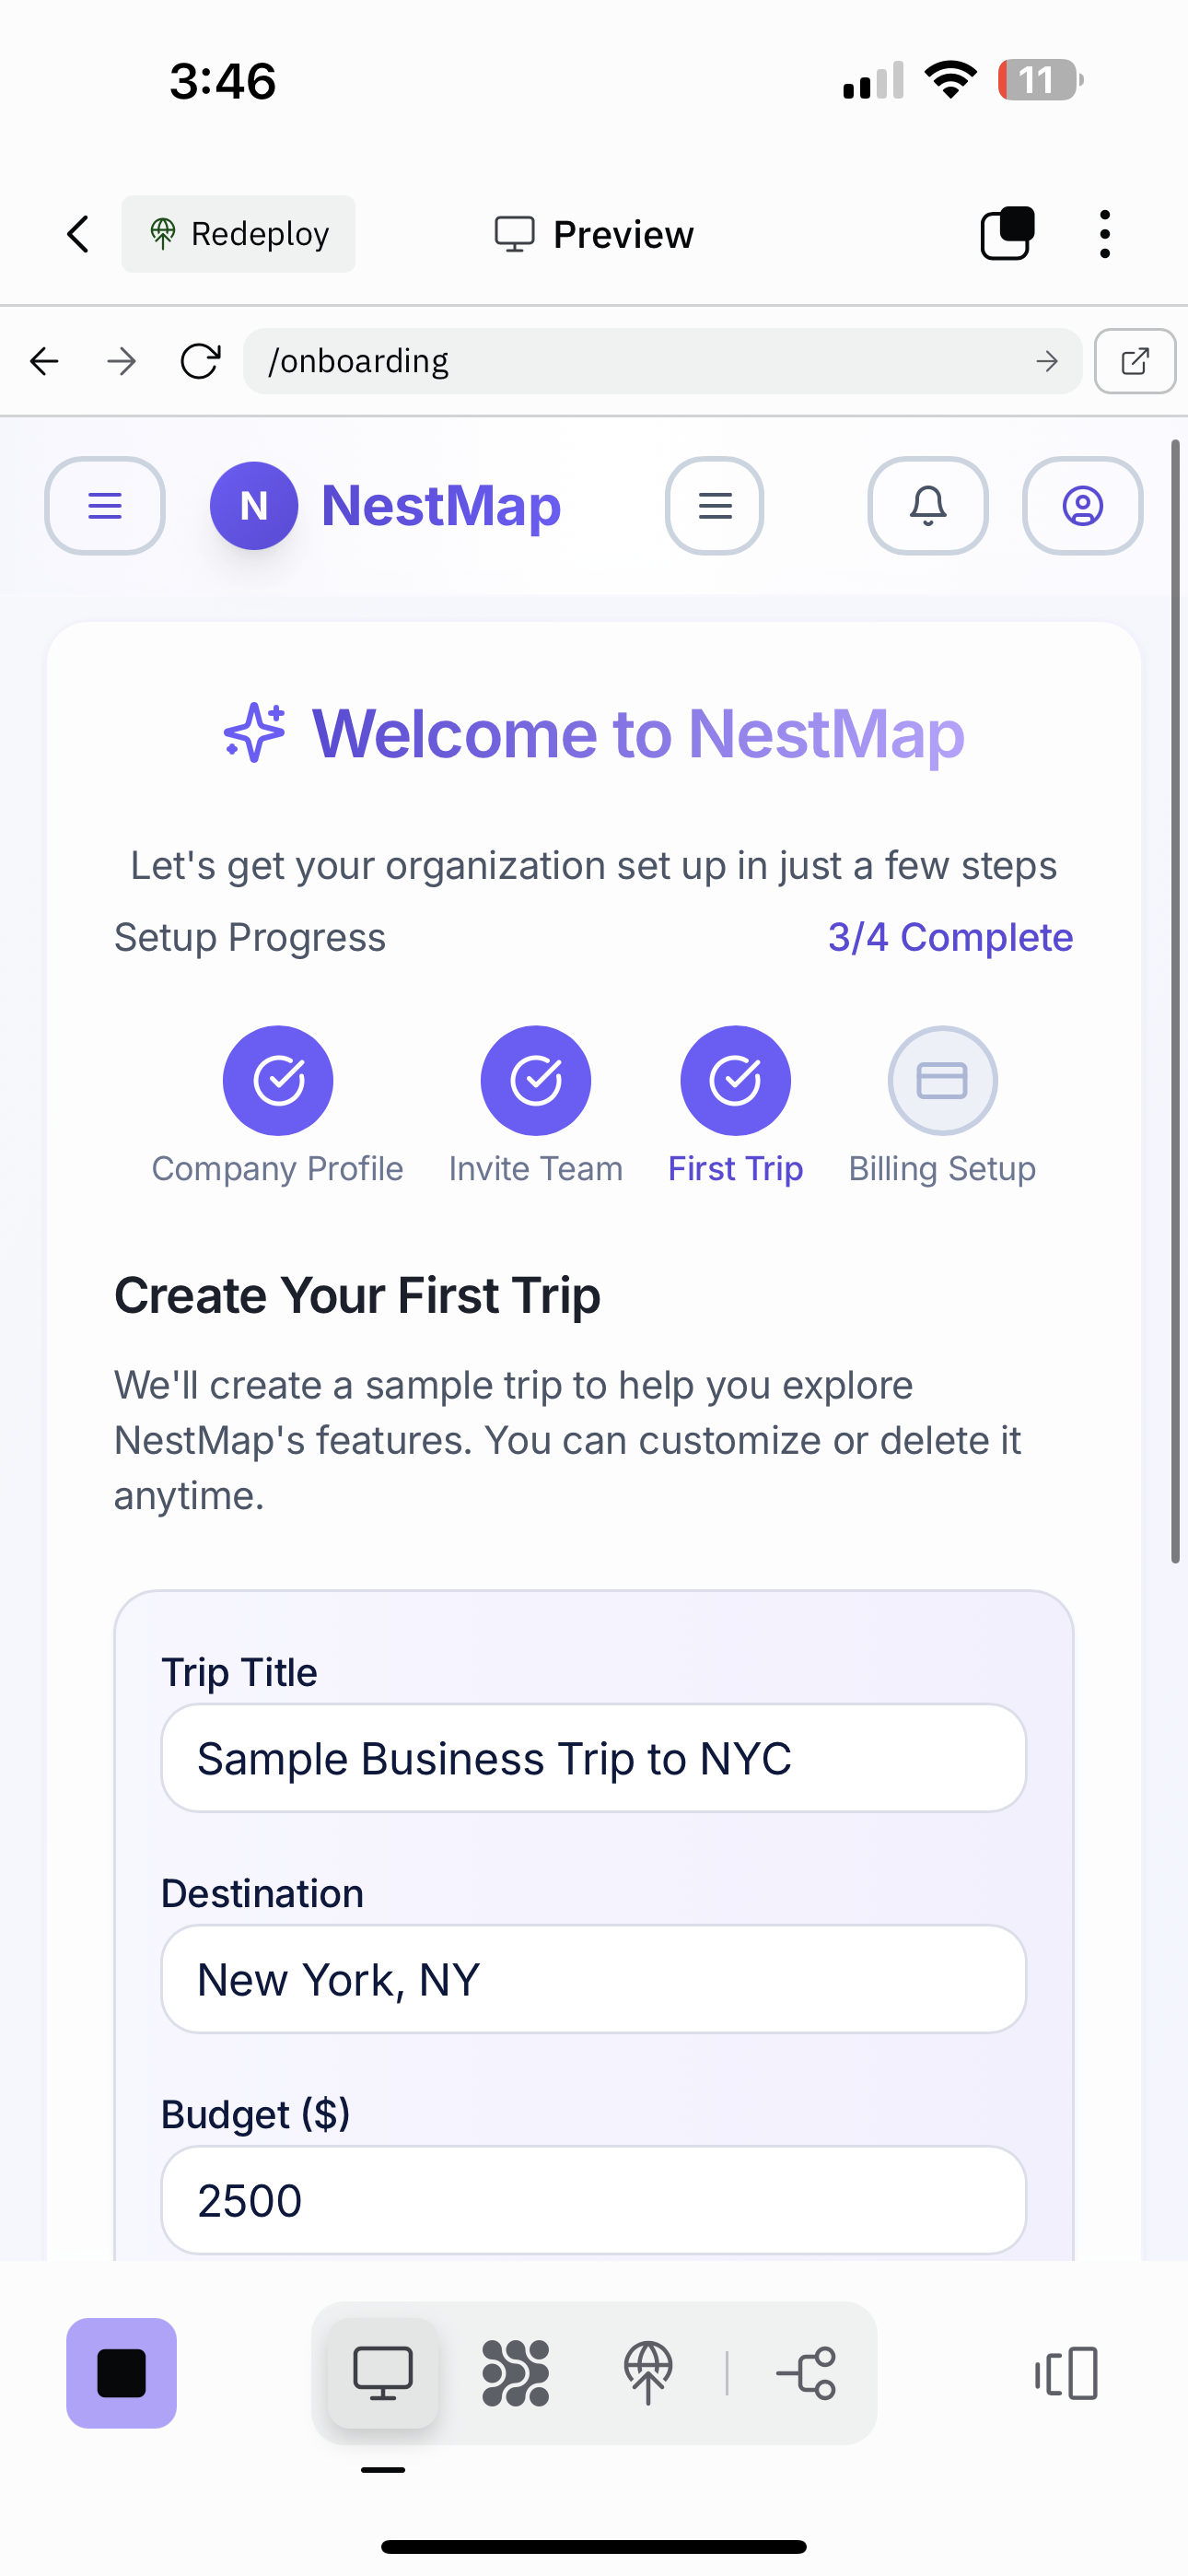 3:46
11
Redeploy
Preview
/onboarding
N
NestMap
Welcome to NestMap
Let's get your organization set up in just a few steps
Setup Progress
3/4 Complete
Company Profile
Invite Team
First Trip
Billing Setup
Create Your First Trip
We'll create a sample trip to help you explore
NestMap's features. You can customize or delete it
anytime.
Trip Title
Sample Business Trip to NYC
Destination
New York, NY
Budget ($)
2500